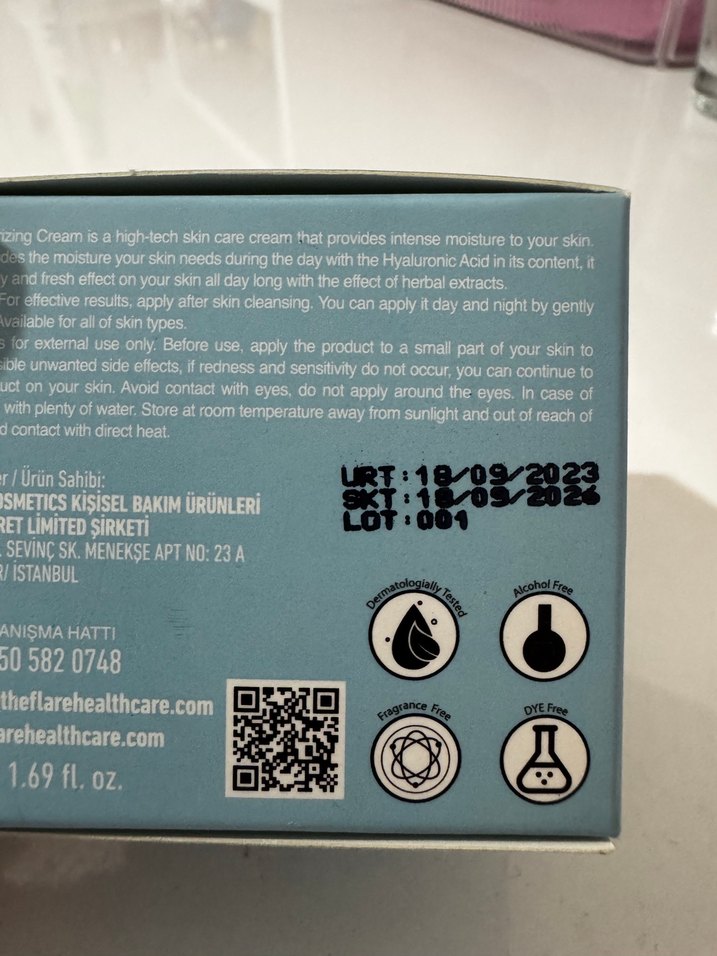 rizing Cream is a high-tech skin care cream that provides intense moisture to your skin.
des the moisture your skin needs during the day with the Hyaluronic Acid in its content, it
y and fresh effect on your skin all day long with the effect of herbal extracts.
For effective results, apply after skin cleansing. You can apply it day and night by gently
Available for all of skin types.
s for external use only. Before use, apply the product to a small part of your skin to
sible unwanted side effects, if redness and sensitivity do not occur, you can continue to
uct on your skin. Avoid contact with eyes, do not apply around the eyes. In case of
with plenty of water. Store at room temperature away from sunlight and out of reach of
d contact with direct heat.
er / Ürün Sahibi:
OSMETICS KİŞİSEL BAKIM ÜRÜNLERİ
RET LİMİTED ŞİRKETİ
. SEVİNÇ SK. MENEKŞE APT NO: 23 A
R/ İSTANBUL
URT:18/09/2023
SKT:18/09/2026
LOT:001
Dermatologially Tested
Alcohol Free
ANIŞMA HATTI
50 582 0748
theflarehealthcare.com
arehealthcare.com
1.69 fl. oz.
Fragrance Free
DYE Free